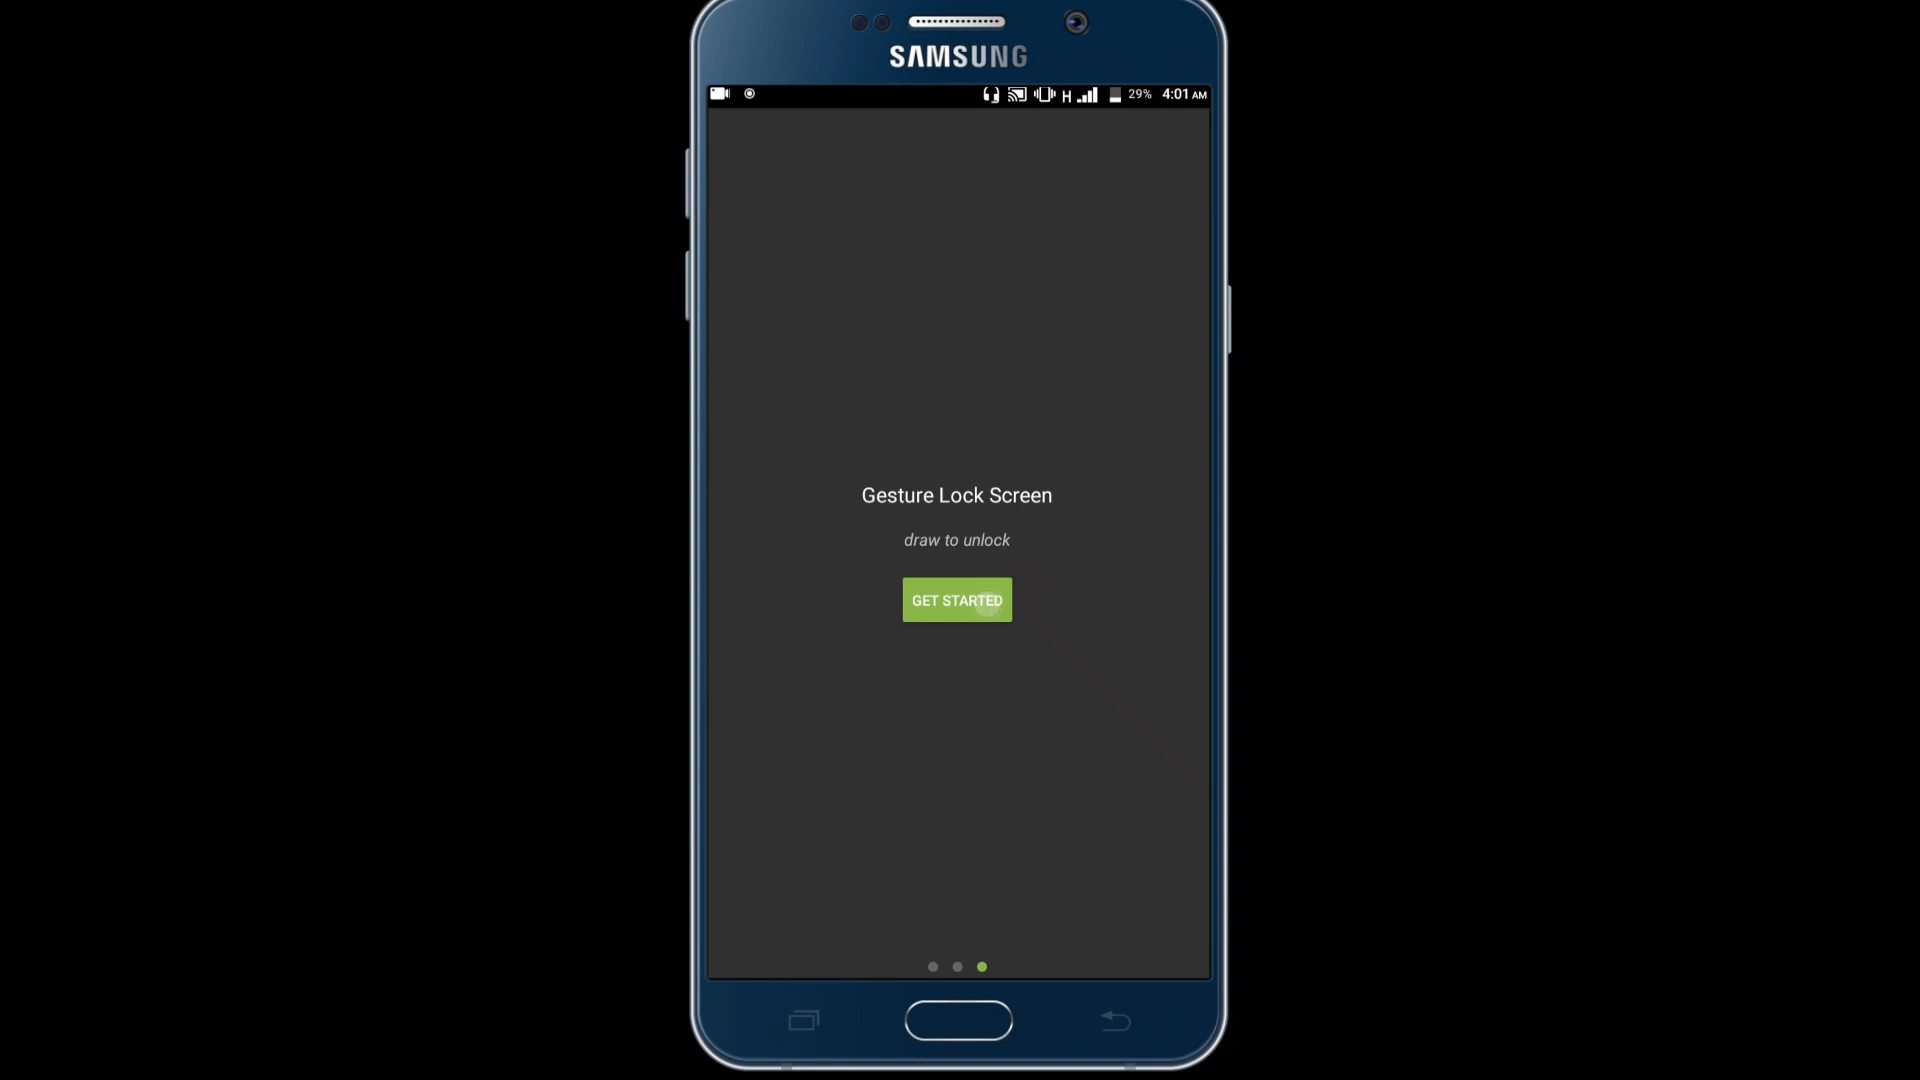 SAMSUNG
H 29% 4:01 AM
Gesture Lock Screen
draw to unlock
GET STARTED